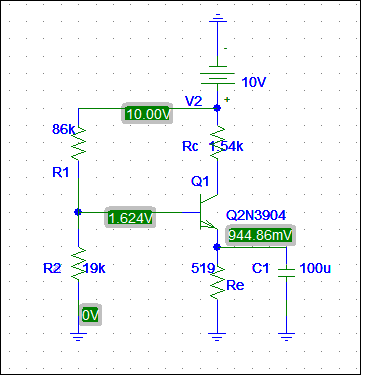 -
10V
V2
+
10.00V
86k
R1
Rc 1.54k
Q1
1.624V
Q2N3904
944.86mV
R2 19k
519
Re
C1 100u
0V